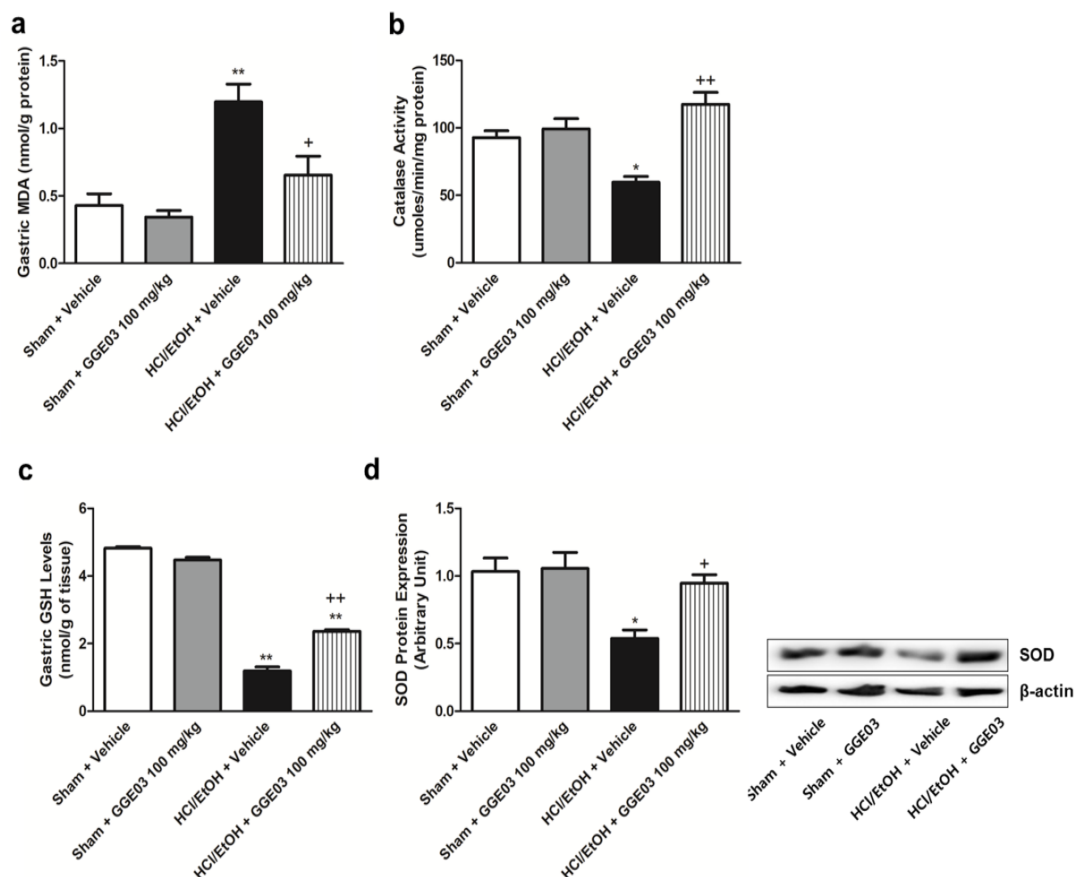 a
Gastric MDA (nmol/g protein)
1.5
1.0
0.5
0.0
**
+
Sham + Vehicle
Sham + GGE03 100 mg/kg
HCl/EtOH + Vehicle
HCl/EtOH + GGE03 100 mg/kg
b
Catalase Activity
(umoles/min/mg protein)
150
100
50
0
*
++
Sham + Vehicle
Sham + GGE03 100 mg/kg
HCl/EtOH + Vehicle
HCl/EtOH + GGE03 100 mg/kg
c
Gastric GSH Levels
(nmol/g of tissue)
6
4
2
0
**
++
**
Sham + Vehicle
Sham + GGE03 100 mg/kg
HCl/EtOH + Vehicle
HCl/EtOH + GGE03 100 mg/kg
d
SOD Protein Expression
(Arbitrary Unit)
1.5
1.0
0.5
0.0
*
+
Sham + Vehicle
Sham + GGE03 100 mg/kg
HCl/EtOH + Vehicle
HCl/EtOH + GGE03 100 mg/kg
SOD
β-actin
Sham + Vehicle
Sham + GGE03
HCl/EtOH + Vehicle
HCl/EtOH + GGE03